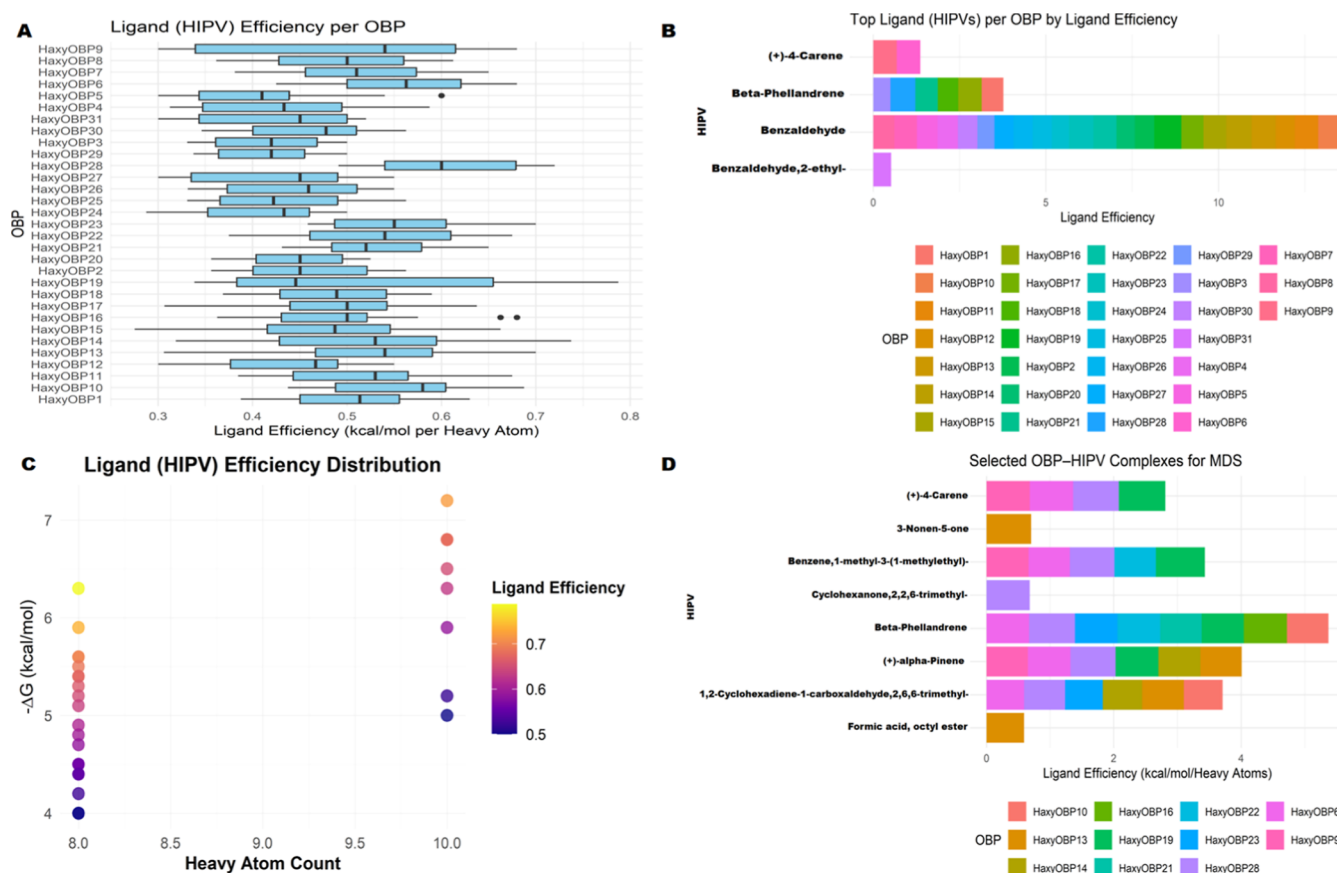 A
Ligand (HIPV) Efficiency per OBP
OBP
HaxyOBP9
HaxyOBP8
HaxyOBP7
HaxyOBP6
HaxyOBP5
HaxyOBP4
HaxyOBP31
HaxyOBP30
HaxyOBP3
HaxyOBP29
HaxyOBP28
HaxyOBP27
HaxyOBP26
HaxyOBP25
HaxyOBP24
HaxyOBP23
HaxyOBP22
HaxyOBP21
HaxyOBP20
HaxyOBP2
HaxyOBP19
HaxyOBP18
HaxyOBP17
HaxyOBP16
HaxyOBP15
HaxyOBP14
HaxyOBP13
HaxyOBP12
HaxyOBP11
HaxyOBP10
HaxyOBP1
0.3 0.4 0.5 0.6 0.7 0.8
Ligand Efficiency (kcal/mol per Heavy Atom)
B
Top Ligand (HIPVs) per OBP by Ligand Efficiency
HIPV
(+)-4-Carene
Beta-Phellandrene
Benzaldehyde
Benzaldehyde,2-ethyl-
0 5 10
Ligand Efficiency
OBP
HaxyOBP1 HaxyOBP16 HaxyOBP22 HaxyOBP29 HaxyOBP7
HaxyOBP10 HaxyOBP17 HaxyOBP23 HaxyOBP3 HaxyOBP8
HaxyOBP11 HaxyOBP18 HaxyOBP24 HaxyOBP30 HaxyOBP9
HaxyOBP12 HaxyOBP19 HaxyOBP25 HaxyOBP31
HaxyOBP13 HaxyOBP2 HaxyOBP26 HaxyOBP4
HaxyOBP14 HaxyOBP20 HaxyOBP27 HaxyOBP5
HaxyOBP15 HaxyOBP21 HaxyOBP28 HaxyOBP6
C
Ligand (HIPV) Efficiency Distribution
-ΔG (kcal/mol)
7
6
5
4
8.0 8.5 9.0 9.5 10.0
Heavy Atom Count
Ligand Efficiency
0.7
0.6
0.5
D
Selected OBP–HIPV Complexes for MDS
HIPV
(+)-4-Carene
3-Nonen-5-one
Benzene,1-methyl-3-(1-methylethyl)-
Cyclohexanone,2,2,6-trimethyl-
Beta-Phellandrene
(+)-alpha-Pinene
1,2-Cyclohexadiene-1-carboxaldehyde,2,6,6-trimethyl-
Formic acid, octyl ester
0 2 4
Ligand Efficiency (kcal/mol/Heavy Atoms)
OBP
HaxyOBP10 HaxyOBP16 HaxyOBP22 HaxyOBP6
HaxyOBP13 HaxyOBP19 HaxyOBP23 HaxyOBP9
HaxyOBP14 HaxyOBP21 HaxyOBP28